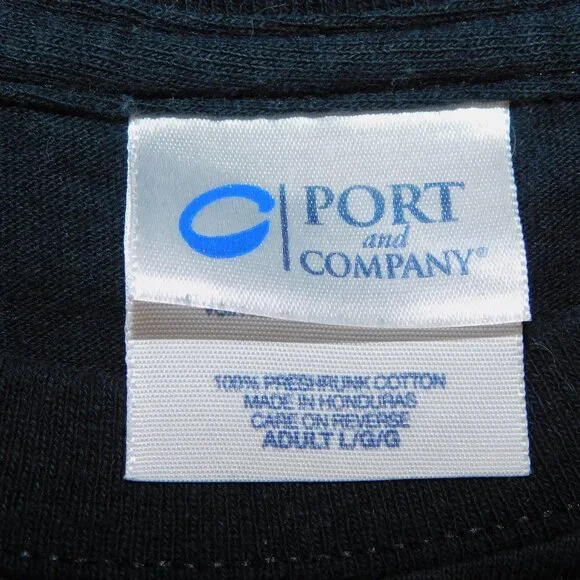 PORT
and
COMPANY®
100% PRESHRUNK COTTON
MADE IN HONDURAS
CARE ON REVERSE
ADULT L/G/G